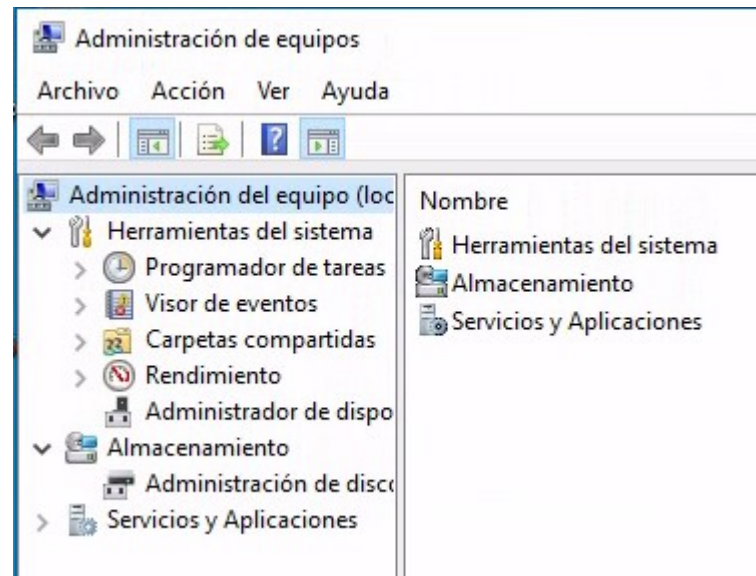 Administración de equipos
Archivo Acción Ver Ayuda
Administración del equipo (loc
Herramientas del sistema
Programador de tareas
Visor de eventos
Carpetas compartidas
Rendimiento
Administrador de dispo
Almacenamiento
Administración de disc
Servicios y Aplicaciones
Nombre
Herramientas del sistema
Almacenamiento
Servicios y Aplicaciones